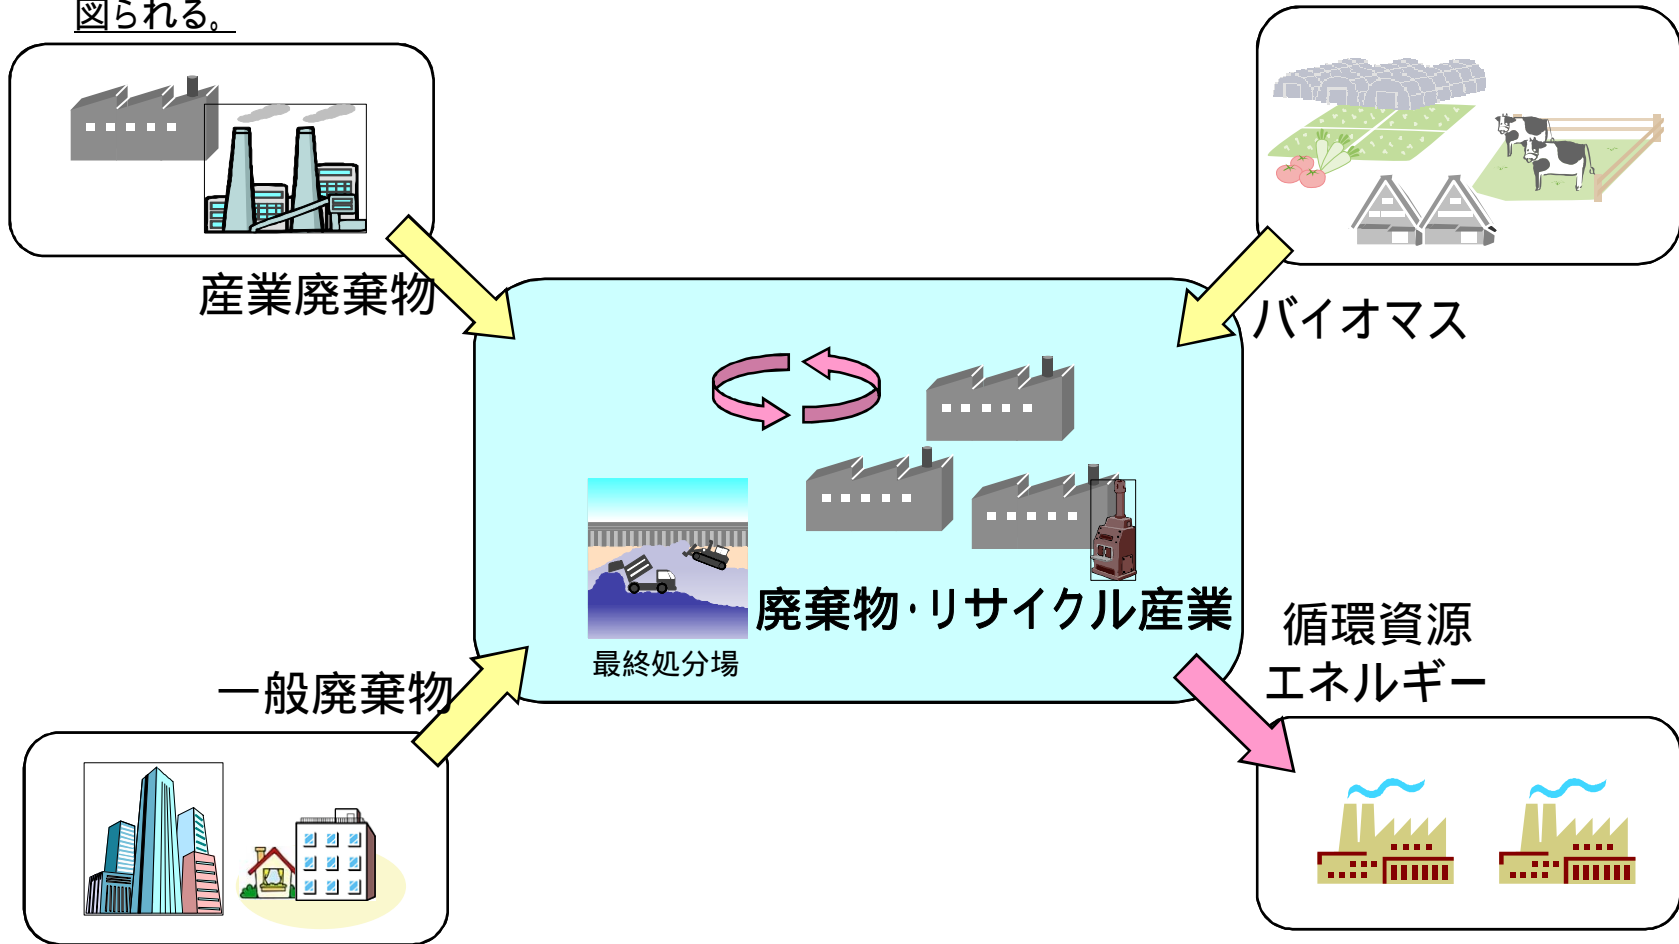 図られる。
産業廃棄物
バイオマス
廃棄物・リサイクル産業
最終処分場
循環資源
エネルギー
一般廃棄物